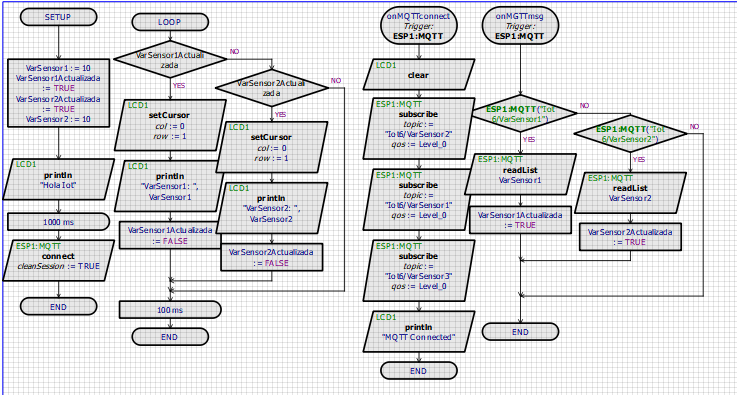 SETUP
VarSensor1 := 10
VarSensor1Actualizada
:= TRUE
VarSensor2Actualizada
:= TRUE
VarSensor2 := 10
LCD1
println
"Hola Iot"
1000 ms
ESP1:MQTT
connect
cleanSession := TRUE
END
LOOP
VarSensor1Actuali
zada
NO
YES
LCD1
setCursor
col := 0
row := 1
LCD1
println
"VarSensor1: ",
VarSensor1
VarSensor1Actualizada
:= FALSE
VarSensor2Actuali
zada
NO
YES
LCD1
setCursor
col := 0
row := 1
LCD1
println
"VarSensor2: ",
VarSensor2
VarSensor2Actualizada
:= FALSE
100 ms
END
onMQTTconnect
Trigger:
ESP1:MQTT
LCD1
clear
ESP1:MQTT
subscribe
topic :=
"Iot6/VarSensor2"
qos := Level_0
ESP1:MQTT
subscribe
topic :=
"Iot6/VarSensor1"
qos := Level_0
ESP1:MQTT
subscribe
topic :=
"Iot6/VarSensor3"
qos := Level_0
LCD1
println
"MQTT Connected"
END
onMGTTmsg
Trigger:
ESP1:MQTT
ESP1:MQTT("Iot
6/VarSensor1")
NO
YES
ESP1:MQTT
readList
VarSensor1
VarSensor1Actualizada
:= TRUE
ESP1:MQTT("Iot
6/VarSensor2")
NO
YES
ESP1:MQTT
readList
VarSensor2
VarSensor2Actualizada
:= TRUE
END